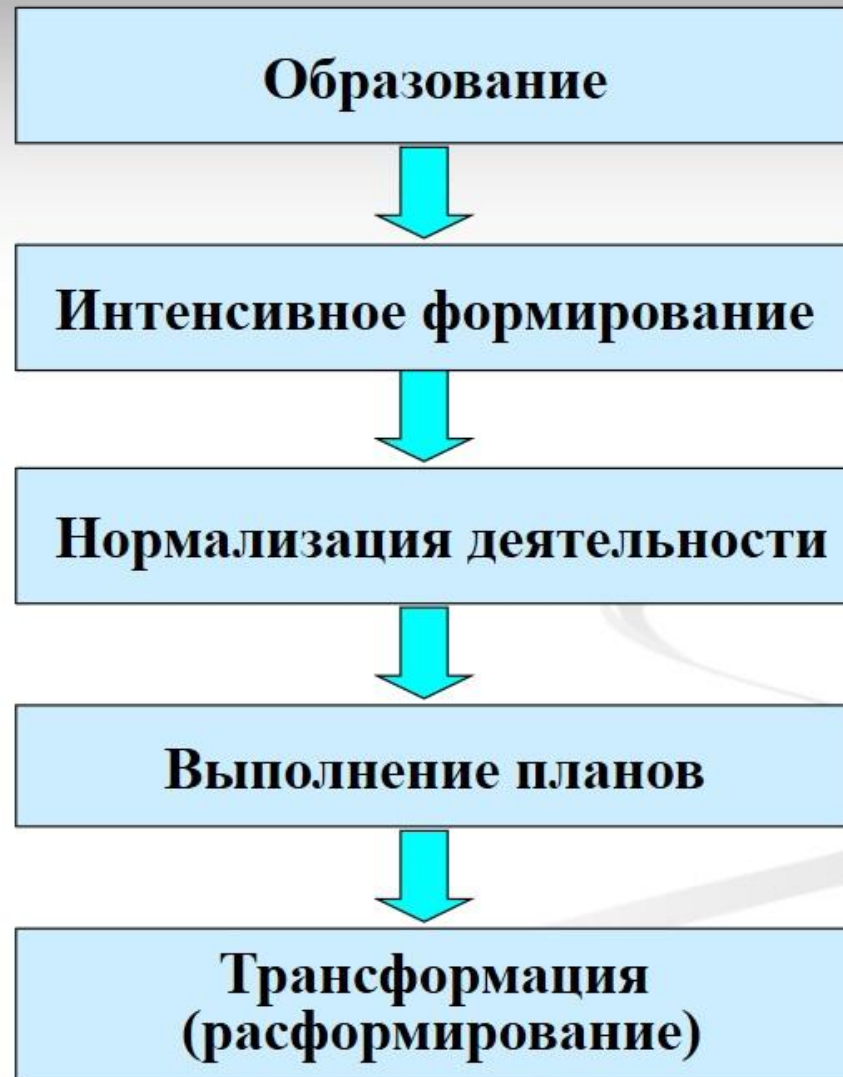 Образование
Интенсивное формирование
Нормализация деятельности
Выполнение планов
Трансформация
(расформирование)